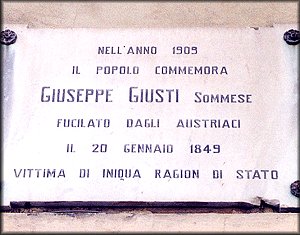 NELL'ANNO 1909
IL POPOLO COMMEMORA
GIUSEPPE GIUSTI SOMMESE
FUCILATO DAGLI AUSTRIACI
IL 20 GENNAIO 1849
VITTIMA DI INIQUA RAGION DI STATO